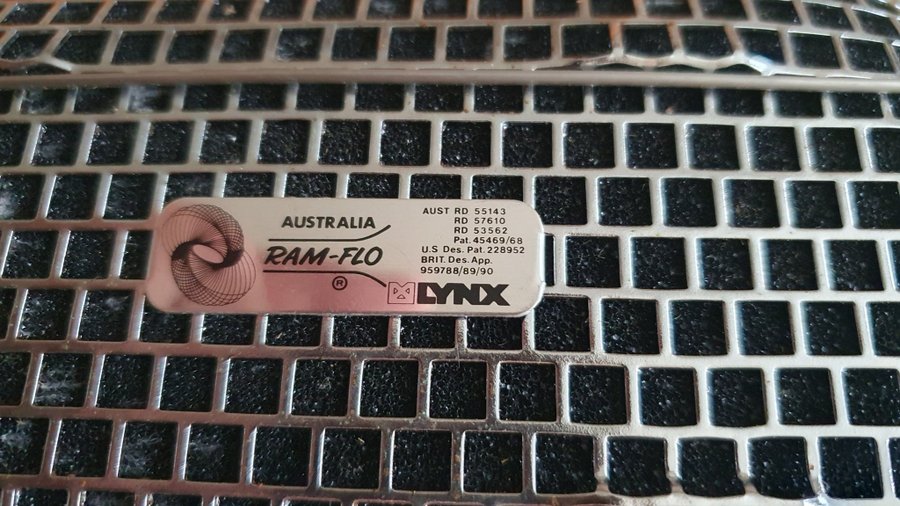 AUSTRALIA
RAM-FLO
®
AUST RD 55143
RD 57610
RD 53562
Pat. 45469/68
U.S Des. Pat. 228952
BRIT. Des. App.
959788/89/90
LYNX